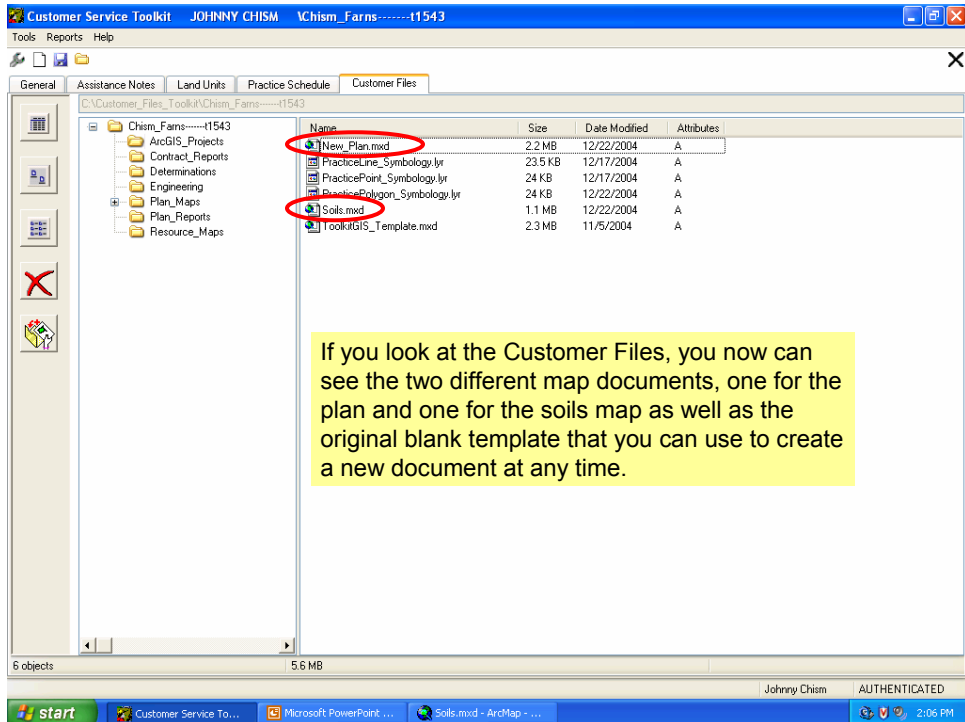 Customer Service Toolkit JOHNNY CHISM \Chism_Farns-------t1543
Tools Reports Help
General Assistance Notes Land Units Practice Schedule Customer Files
C:\Customer_Files_Toolkit\Chism_Farns-------t1543
Chism_Farns-------t1543
ArcGIS_Projects
Contract_Reports
Determinations
Engineering
Plan_Maps
Plan_Reports
Resource_Maps
Name Size Date Modified Attributes
New_Plan.mxd 2.2 MB 12/22/2004 A
PracticeLine_Symbology.lyr 23.5 KB 12/17/2004 A
PracticePoint_Symbology.lyr 24 KB 12/17/2004 A
PracticePolygon_Symbology.lyr 24 KB 12/22/2004 A
Soils.mxd 1.1 MB 12/22/2004 A
ToolkitGIS_Template.mxd 2.3 MB 11/5/2004 A
If you look at the Customer Files, you now can
see the two different map documents, one for the
plan and one for the soils map as well as the
original blank template that you can use to create
a new document at any time.
6 objects 5.6 MB
Johnny Chism AUTHENTICATED
start Customer Service To... Microsoft PowerPoint ... Soils.mxd - ArcMap - ... 2:06 PM